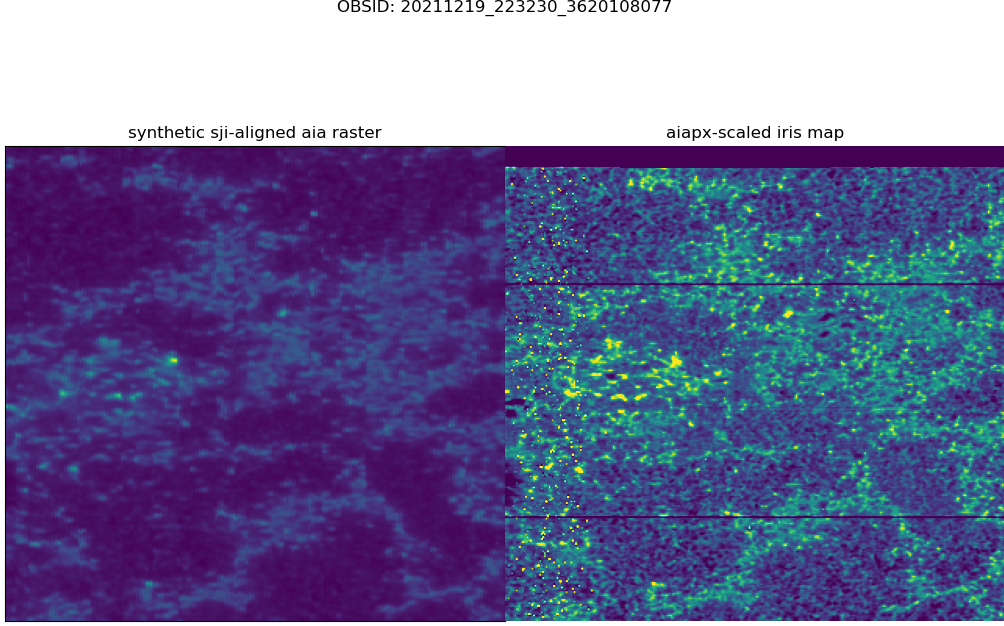 OBSID: 20211219_223230_3620108077
synthetic sji-aligned aia raster
aiapx-scaled iris map